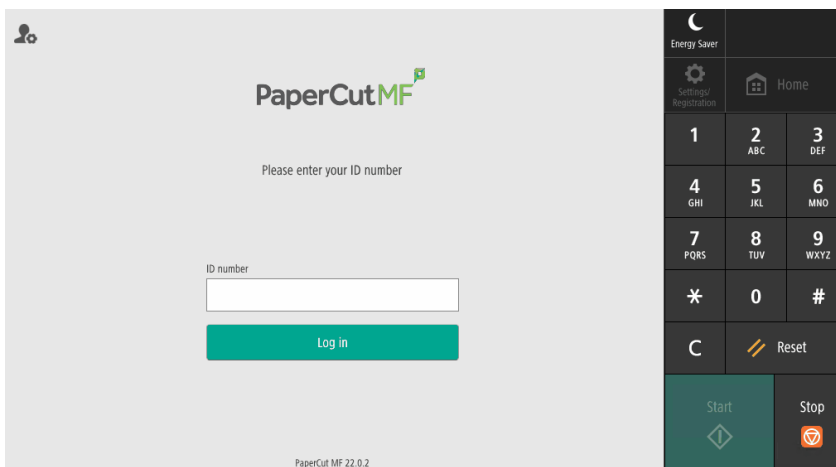 PaperCut MF
Please enter your ID number
ID number
Log in
PaperCut MF 22.0.2
Energy Saver
Settings/
Registration
Home
1
2
ABC
3
DEF
4
GHI
5
JKL
6
MNO
7
PQRS
8
TUV
9
WXYZ
*
0
#
C
Reset
Start
Stop